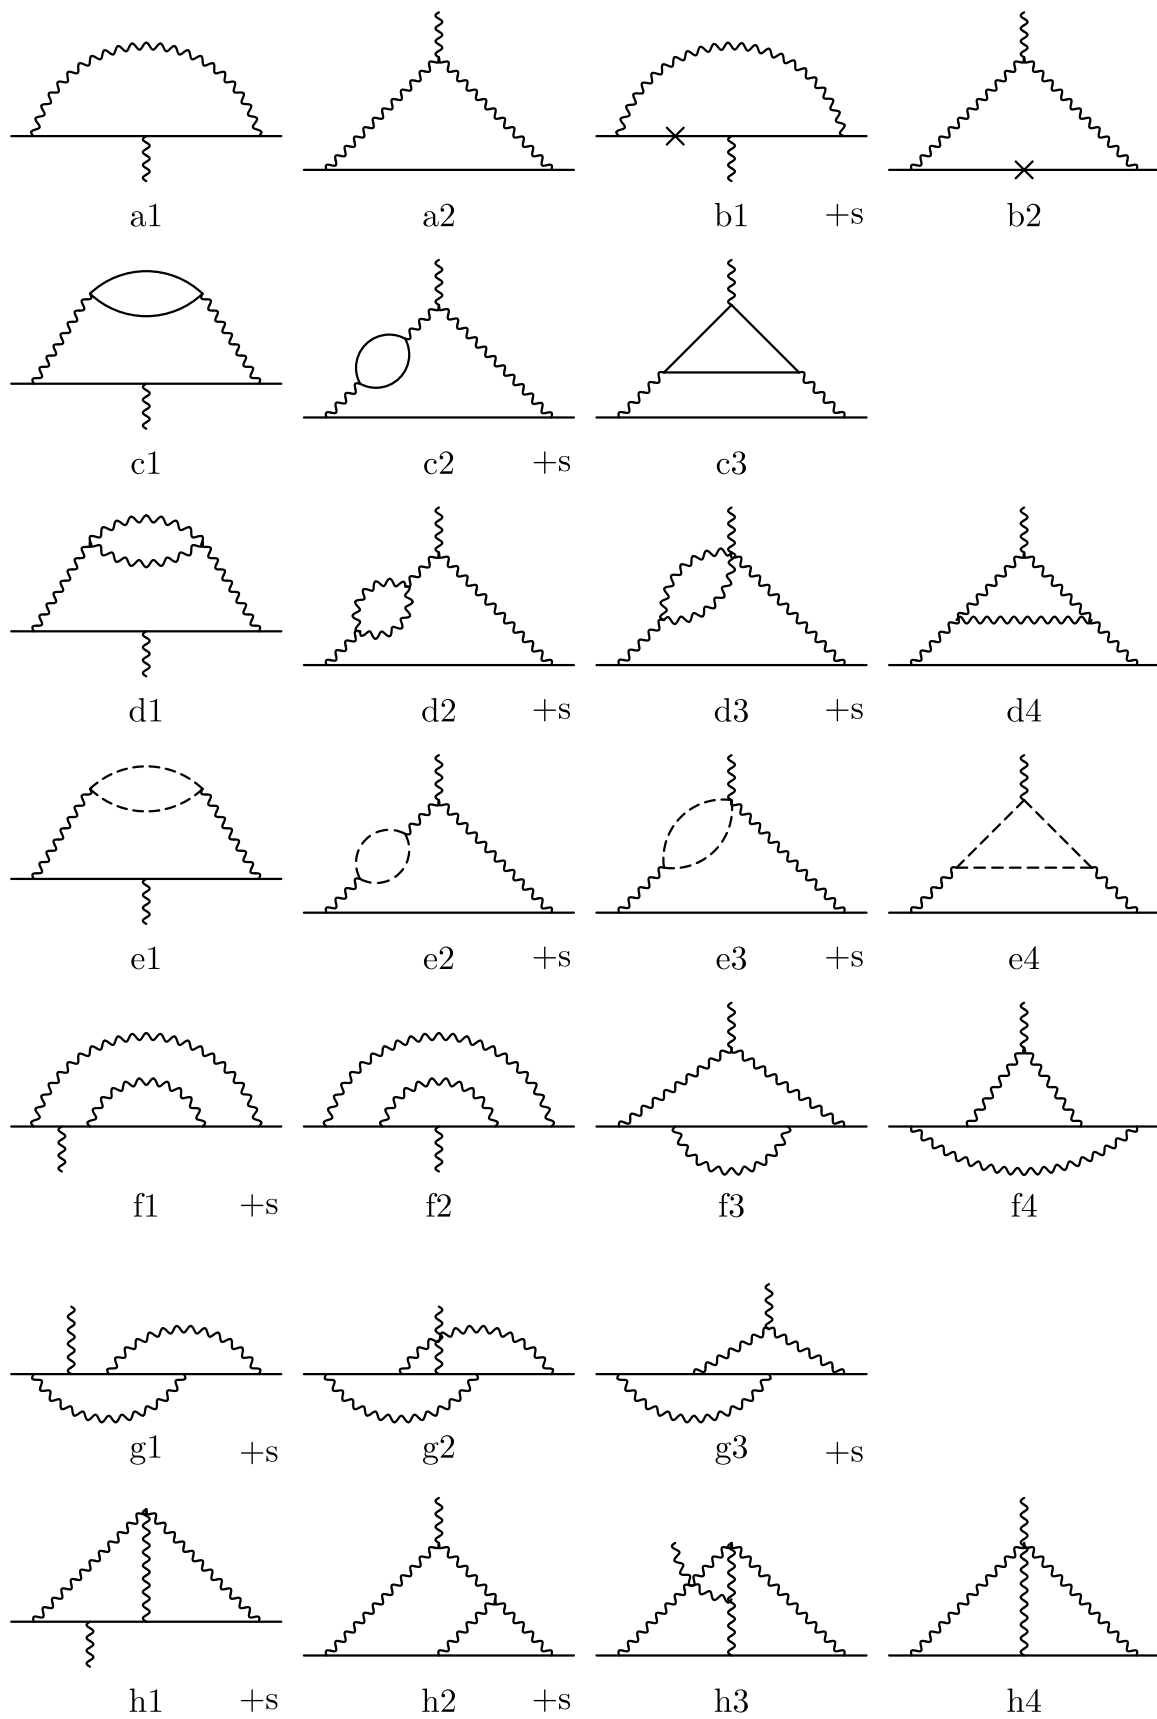 a1 a2 b1 +s b2
c1 c2 +s c3
d1 d2 +s d3 +s d4
e1 e2 +s e3 +s e4
f1 +s f2 f3 f4
g1 +s g2 g3 +s
h1 +s h2 +s h3 h4